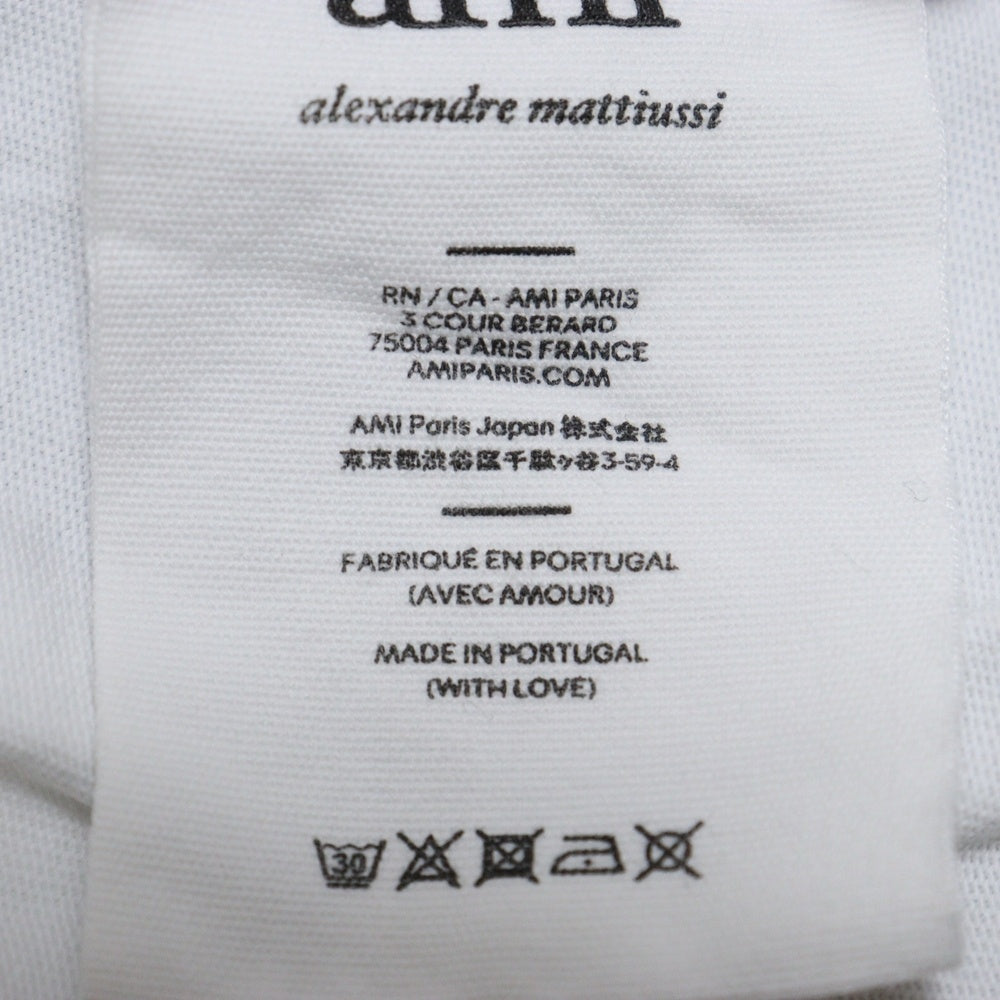 ami
alexandre mattiussi
RN / CA - AMI PARIS
3 COUR BERARD
75004 PARIS FRANCE
AMIPARIS.COM
AMI Paris Japan 株式会社
東京都渋谷区千駄ヶ谷3-59-4
FABRIQUÉ EN PORTUGAL
(AVEC AMOUR)
MADE IN PORTUGAL
(WITH LOVE)
30